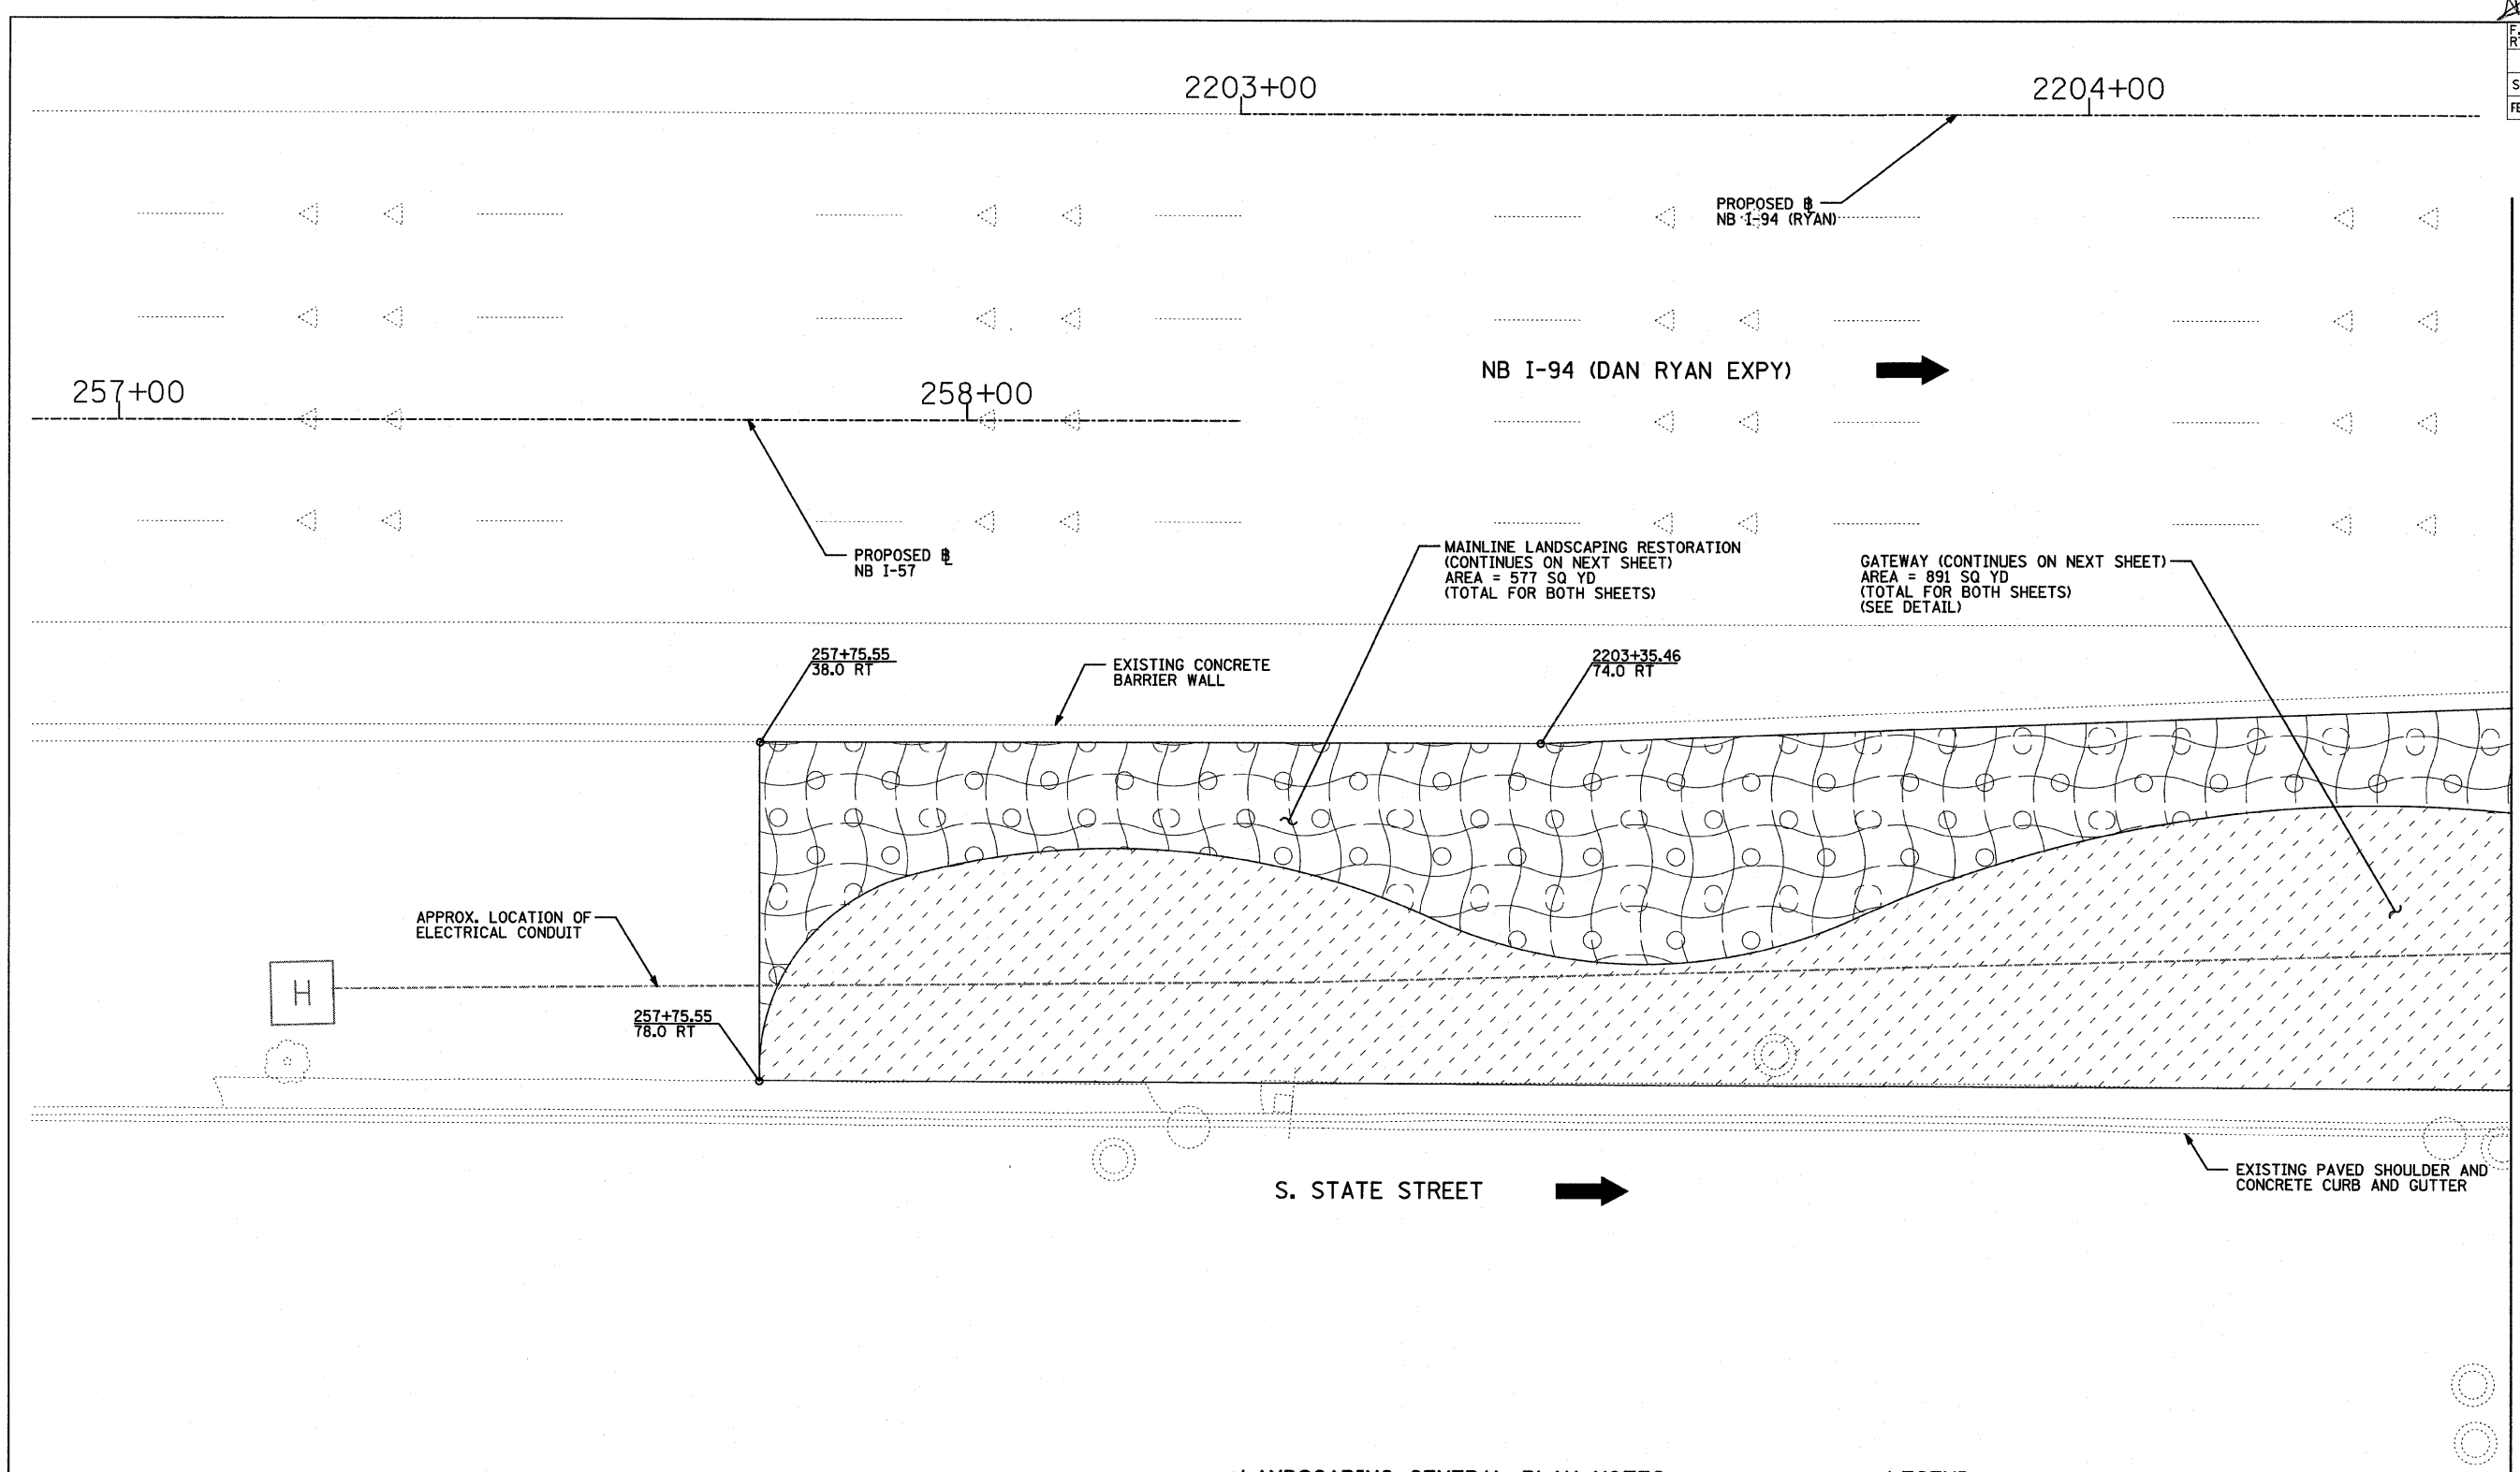 F.
RT
S
FE
2203+00
2204+00
PROPOSED ℄
NB I-94 (RYAN)
NB I-94 (DAN RYAN EXPY)
257+00
258+00
PROPOSED ℄
NB I-57
MAINLINE LANDSCAPING RESTORATION
(CONTINUES ON NEXT SHEET)
AREA = 577 SQ YD
(TOTAL FOR BOTH SHEETS)
GATEWAY (CONTINUES ON NEXT SHEET)
AREA = 891 SQ YD
(TOTAL FOR BOTH SHEETS)
(SEE DETAIL)
257+75.55
38.0 RT
EXISTING CONCRETE
BARRIER WALL
2203+35.46
74.0 RT
APPROX. LOCATION OF
ELECTRICAL CONDUIT
H
257+75.55
78.0 RT
EXISTING PAVED SHOULDER AND
CONCRETE CURB AND GUTTER
S. STATE STREET